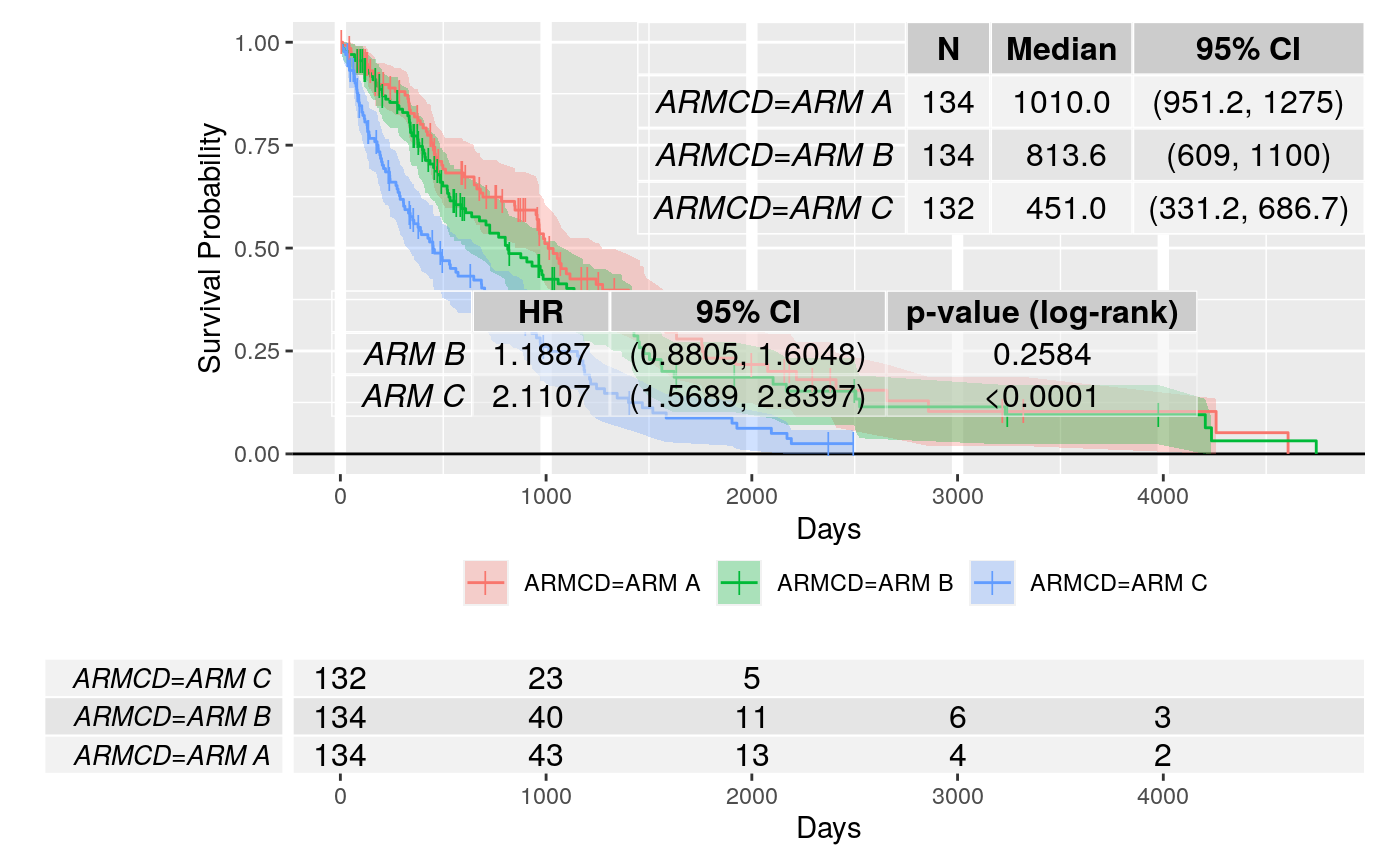 N Median 95% CI
ARMCD=ARM A 134 1010.0 (951.2, 1275)
ARMCD=ARM B 134 813.6 (609, 1100)
ARMCD=ARM C 132 451.0 (331.2, 686.7)
HR 95% CI p-value (log-rank)
ARM B 1.1887 (0.8805, 1.6048) 0.2584
ARM C 2.1107 (1.5689, 2.8397) <0.0001
Survival Probability
1.00
0.75
0.50
0.25
0.00
0 1000 2000 3000 4000
Days
ARMCD=ARM A ARMCD=ARM B ARMCD=ARM C
ARMCD=ARM C 132 23 5
ARMCD=ARM B 134 40 11 6 3
ARMCD=ARM A 134 43 13 4 2
0 1000 2000 3000 4000
Days